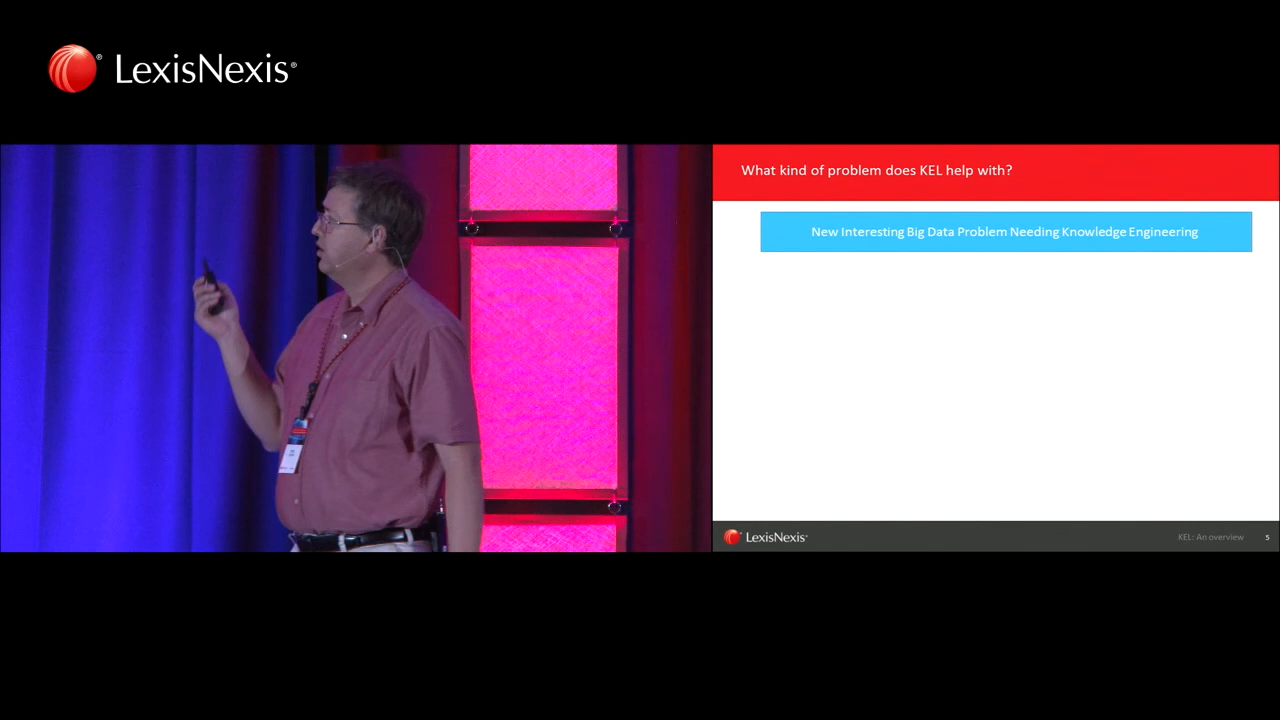 LexisNexis®
What kind of problem does KEL help with?
New Interesting Big Data Problem Needing Knowledge Engineering
LexisNexis®
KEL: An overview
5